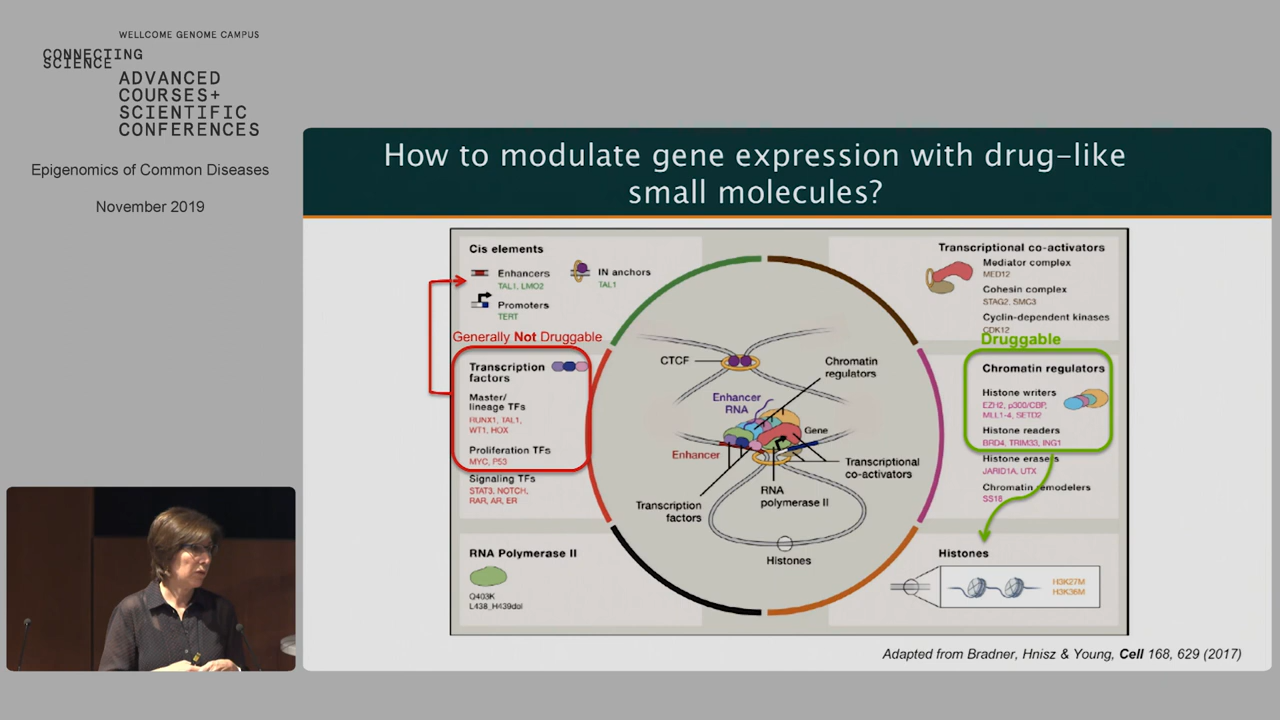 WELLCOME GENOME CAMPUS
CONNECTING
SCIENCE
ADVANCED
COURSES+
SCIENTIFIC
CONFERENCES
Epigenomics of Common Diseases
November 2019
How to modulate gene expression with drug-like
small molecules?
Cis elements
Enhancers
TAL1, LMO2
IN anchors
TAL1
Promoters
TERT
Generally Not Druggable
Transcription
factors
Master/
lineage TFs
RUNX1, TAL1,
WT1, HOX
Proliferation TFs
MYC, P53
Signaling TFs
STAT3, NOTCH,
RAR, AR, ER
RNA Polymerase II
Q403K
L438_H439del
CTCF
Chromatin
regulators
Enhancer
RNA
Gene
Enhancer
Transcriptional
co-activators
RNA
polymerase II
Transcription
factors
Histones
Transcriptional co-activators
Mediator complex
MED12
Cohesin complex
STAG2, SMC3
Cyclin-dependent kinases
CDK12
Druggable
Chromatin regulators
Histone writers
EZH2, p300/CBP,
MLL1-4, SETD2
Histone readers
BRD4, TRIM33, ING1
Histone erasers
JARID1A, UTX
Chromatin remodelers
SS18
Histones
H3K27M
H3K36M
Adapted from Bradner, Hnisz & Young, Cell 168, 629 (2017)